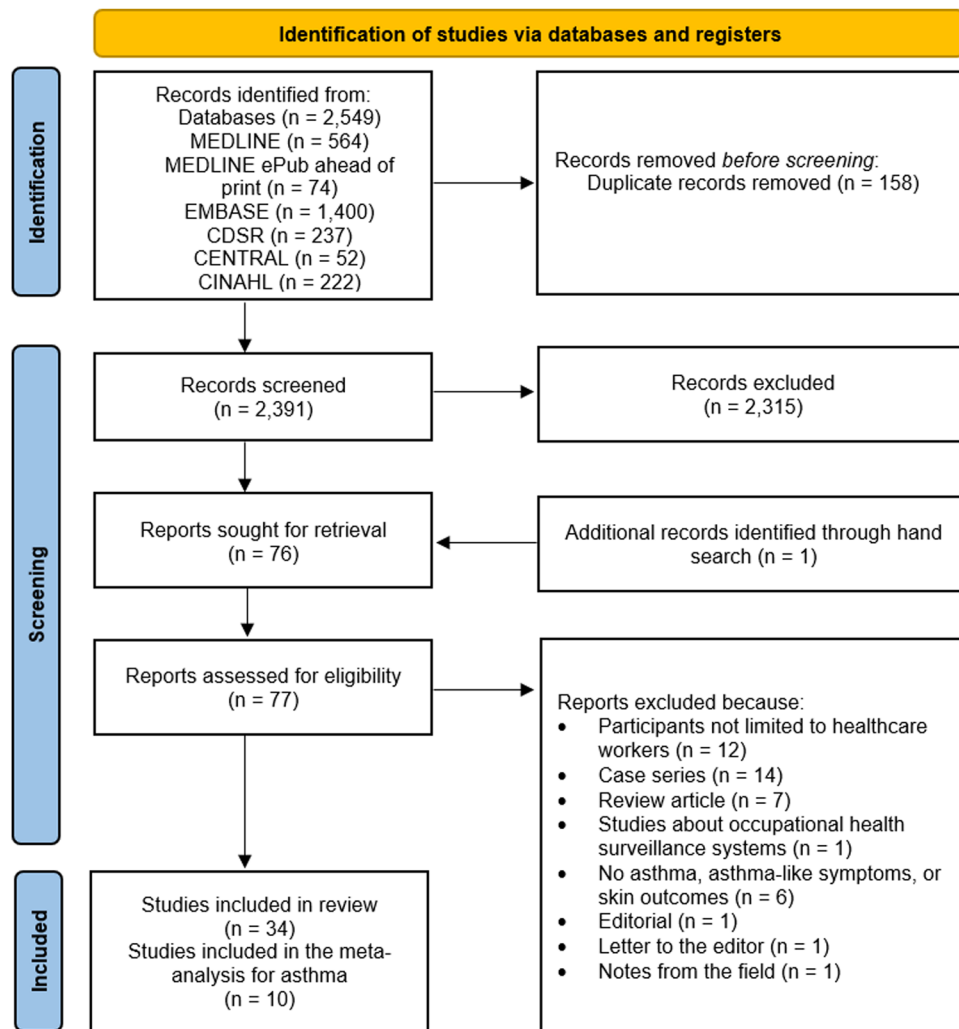 Identification of studies via databases and registers
Identification
Records identified from:
Databases (n = 2,549)
MEDLINE (n = 564)
MEDLINE ePub ahead of
print (n = 74)
EMBASE (n = 1,400)
CDSR (n = 237)
CENTRAL (n = 52)
CINAHL (n = 222)
Records removed before screening:
Duplicate records removed (n = 158)
Screening
Records screened
(n = 2,391)
Records excluded
(n = 2,315)
Reports sought for retrieval
(n = 76)
Additional records identified through hand
search (n = 1)
Reports assessed for eligibility
(n = 77)
Reports excluded because:
• Participants not limited to healthcare
workers (n = 12)
• Case series (n = 14)
• Review article (n = 7)
• Studies about occupational health
surveillance systems (n = 1)
• No asthma, asthma-like symptoms, or
skin outcomes (n = 6)
• Editorial (n = 1)
• Letter to the editor (n = 1)
• Notes from the field (n = 1)
Included
Studies included in review
(n = 34)
Studies included in the meta-
analysis for asthma
(n = 10)